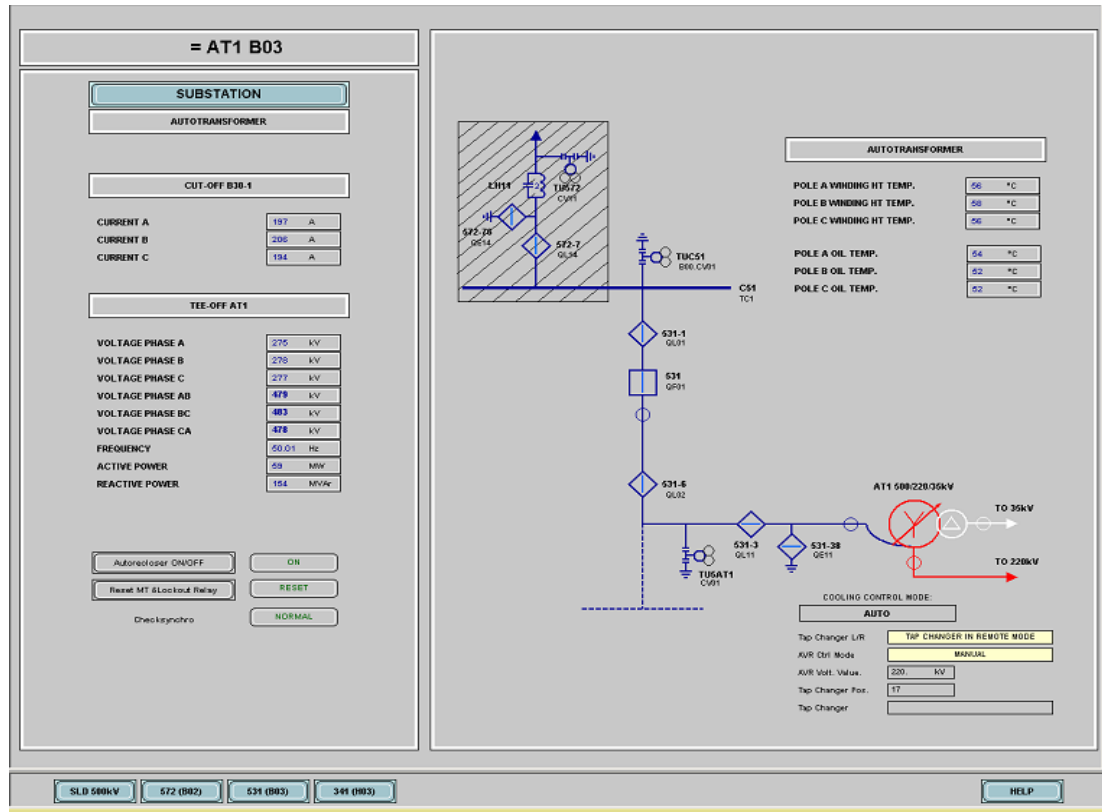 = AT1 B03
SUBSTATION
AUTOTRANSFORMER
CUT-OFF B30-1
CURRENT A 197 A
CURRENT B 206 A
CURRENT C 194 A
TEE-OFF AT1
VOLTAGE PHASE A 275 kV
VOLTAGE PHASE B 278 kV
VOLTAGE PHASE C 277 kV
VOLTAGE PHASE AB 479 kV
VOLTAGE PHASE BC 483 kV
VOLTAGE PHASE CA 478 kV
FREQUENCY 50.01 Hz
ACTIVE POWER 59 MW
REACTIVE POWER 154 MVAr
Autorecloser ON/OFF ON
Reset MT &Lockout Relay RESET
Checksynchro NORMAL
LH11
TU572
CV11
572-76
QE14
572-7
QL14
TUC51
B00.CV01
C51
TC1
531-1
QL01
531
QF01
531-6
QL02
531-3
QL11
531-38
QE11
TU5AT1
CV01
AT1 500/220/35kV
TO 35kV
TO 220kV
AUTOTRANSFORMER
POLE A WINDING HT TEMP. 56 °C
POLE B WINDING HT TEMP. 58 °C
POLE C WINDING HT TEMP. 56 °C
POLE A OIL TEMP. 54 °C
POLE B OIL TEMP. 52 °C
POLE C OIL TEMP. 52 °C
COOLING CONTROL MODE:
AUTO
Tap Changer L/R TAP CHANGER IN REMOTE MODE
AVR Ctrl Mode MANUAL
AVR Volt. Value. 220. kV
Tap Changer Pos. 17
Tap Changer
SLD 500kV 572 (B02) 531 (B03) 341 (H03) HELP